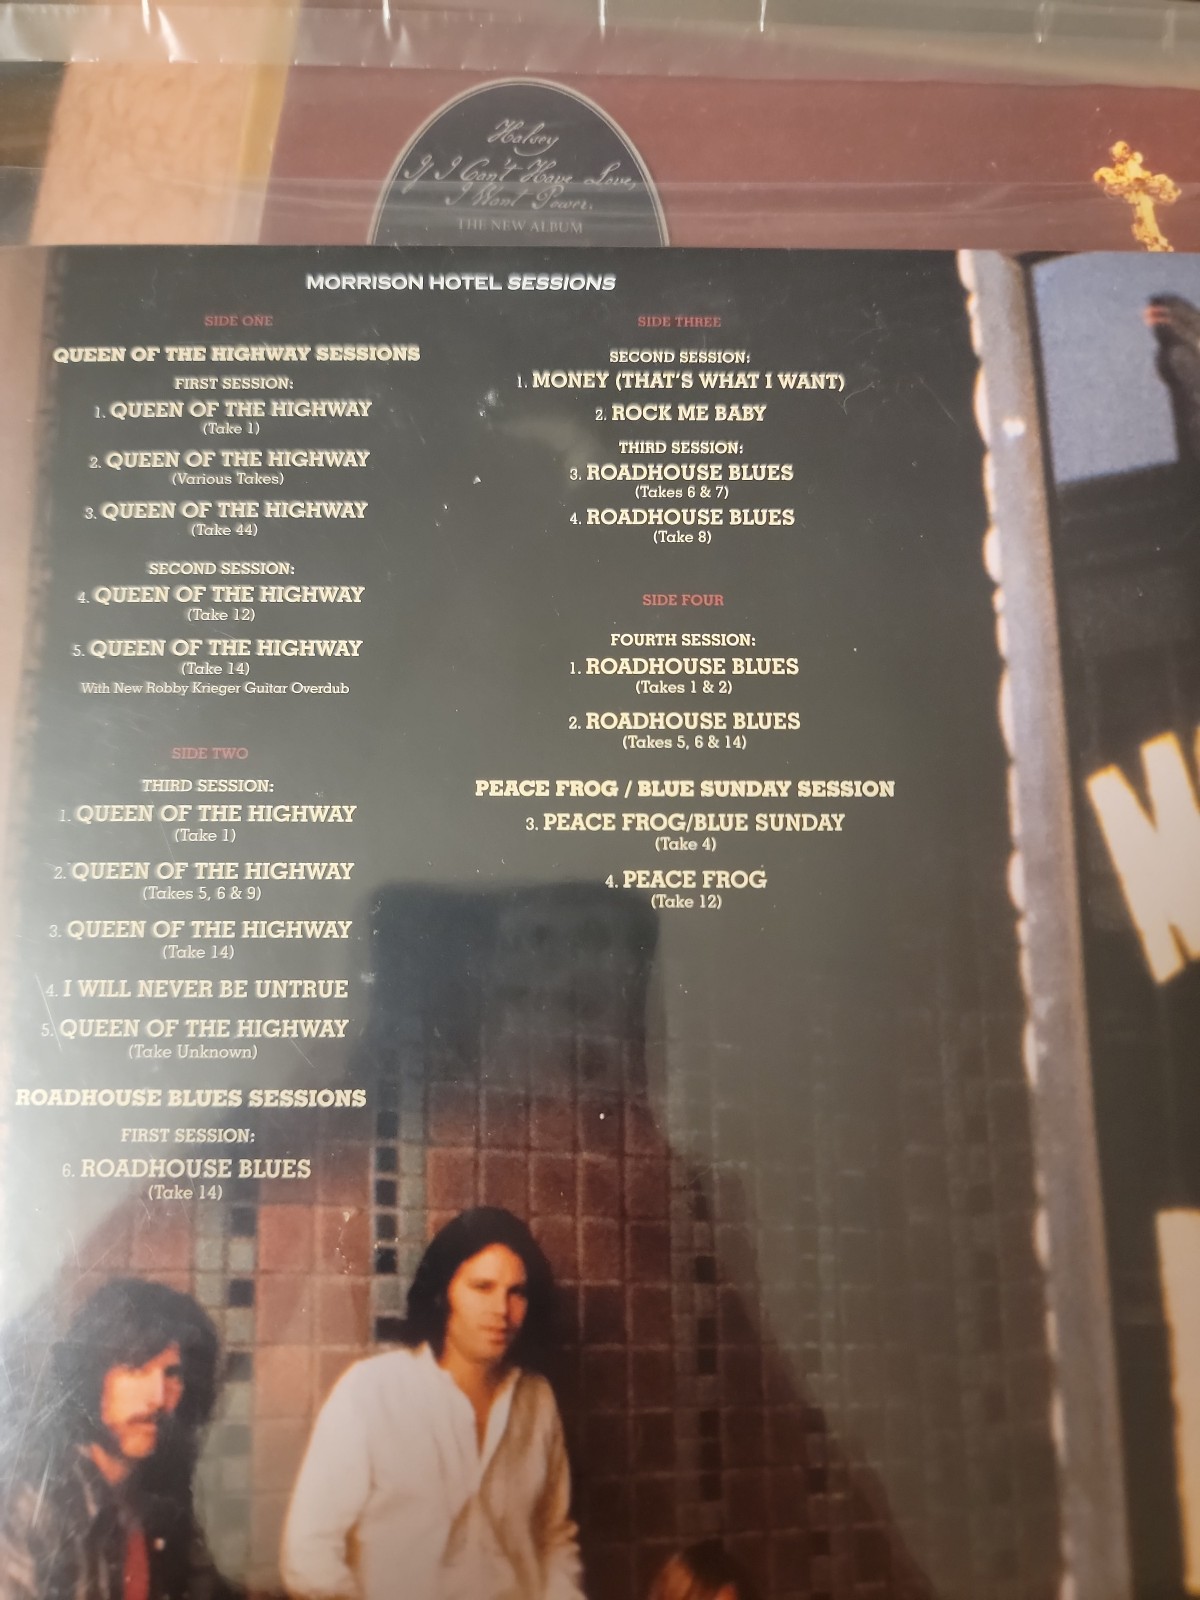 Halsey
If I Can't Have Love,
I Want Power.
THE NEW ALBUM
MORRISON HOTEL SESSIONS
SIDE ONE
QUEEN OF THE HIGHWAY SESSIONS
FIRST SESSION:
1. QUEEN OF THE HIGHWAY
(Take 1)
2. QUEEN OF THE HIGHWAY
(Various Takes)
3. QUEEN OF THE HIGHWAY
(Take 44)
SECOND SESSION:
4. QUEEN OF THE HIGHWAY
(Take 12)
5. QUEEN OF THE HIGHWAY
(Take 14)
With New Robby Krieger Guitar Overdub
SIDE TWO
THIRD SESSION:
1. QUEEN OF THE HIGHWAY
(Take 1)
2. QUEEN OF THE HIGHWAY
(Takes 5, 6 & 9)
3. QUEEN OF THE HIGHWAY
(Take 14)
4. I WILL NEVER BE UNTRUE
5. QUEEN OF THE HIGHWAY
(Take Unknown)
ROADHOUSE BLUES SESSIONS
FIRST SESSION:
6. ROADHOUSE BLUES
(Take 14)
SIDE THREE
SECOND SESSION:
1. MONEY (THAT'S WHAT I WANT)
2. ROCK ME BABY
THIRD SESSION:
3. ROADHOUSE BLUES
(Takes 6 & 7)
4. ROADHOUSE BLUES
(Take 8)
SIDE FOUR
FOURTH SESSION:
1. ROADHOUSE BLUES
(Takes 1 & 2)
2. ROADHOUSE BLUES
(Takes 5, 6 & 14)
PEACE FROG / BLUE SUNDAY SESSION
3. PEACE FROG/BLUE SUNDAY
(Take 4)
4. PEACE FROG
(Take 12)